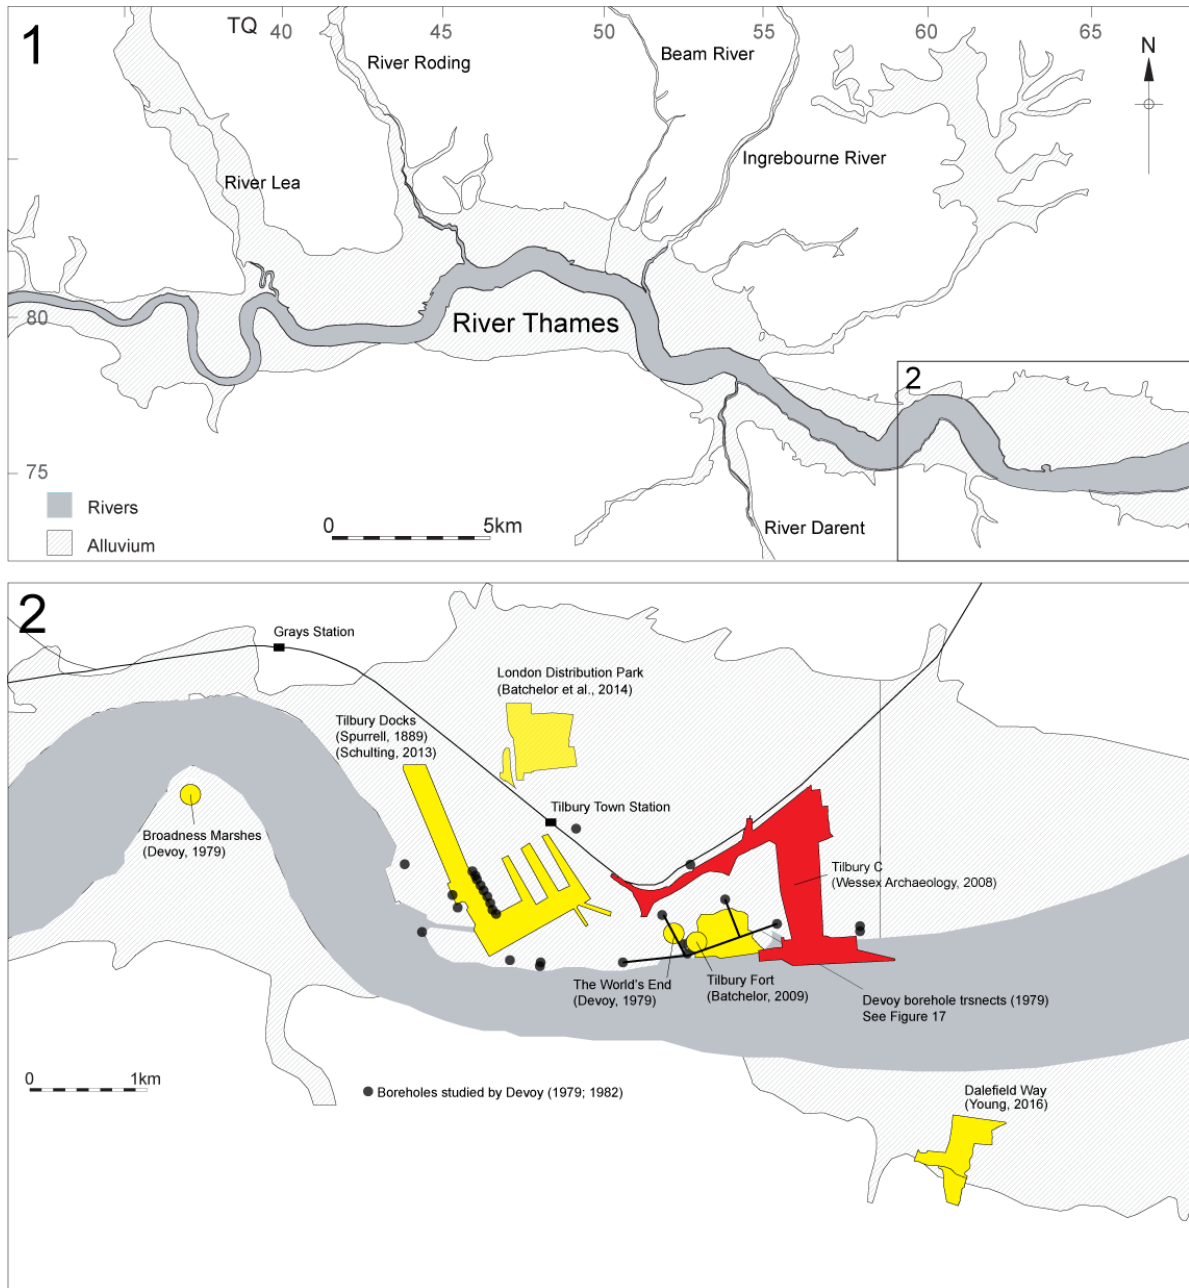 1
TQ
40
45
50
55
60
65
N
River Roding
Beam River
Ingrebourne River
River Lea
River Thames
80
2
75
Rivers
Alluvium
0
5km
River Darent
2
Grays Station
London Distribution Park
(Batchelor et al., 2014)
Tilbury Docks
(Spurrell, 1889)
(Schulting, 2013)
Tilbury Town Station
Broadness Marshes
(Devoy, 1979)
Tilbury C
(Wessex Archaeology, 2008)
The World's End
(Devoy, 1979)
Tilbury Fort
(Batchelor, 2009)
Devoy borehole trsnects (1979)
See Figure 17
0
1km
Boreholes studied by Devoy (1979; 1982)
Dalefield Way
(Young, 2016)